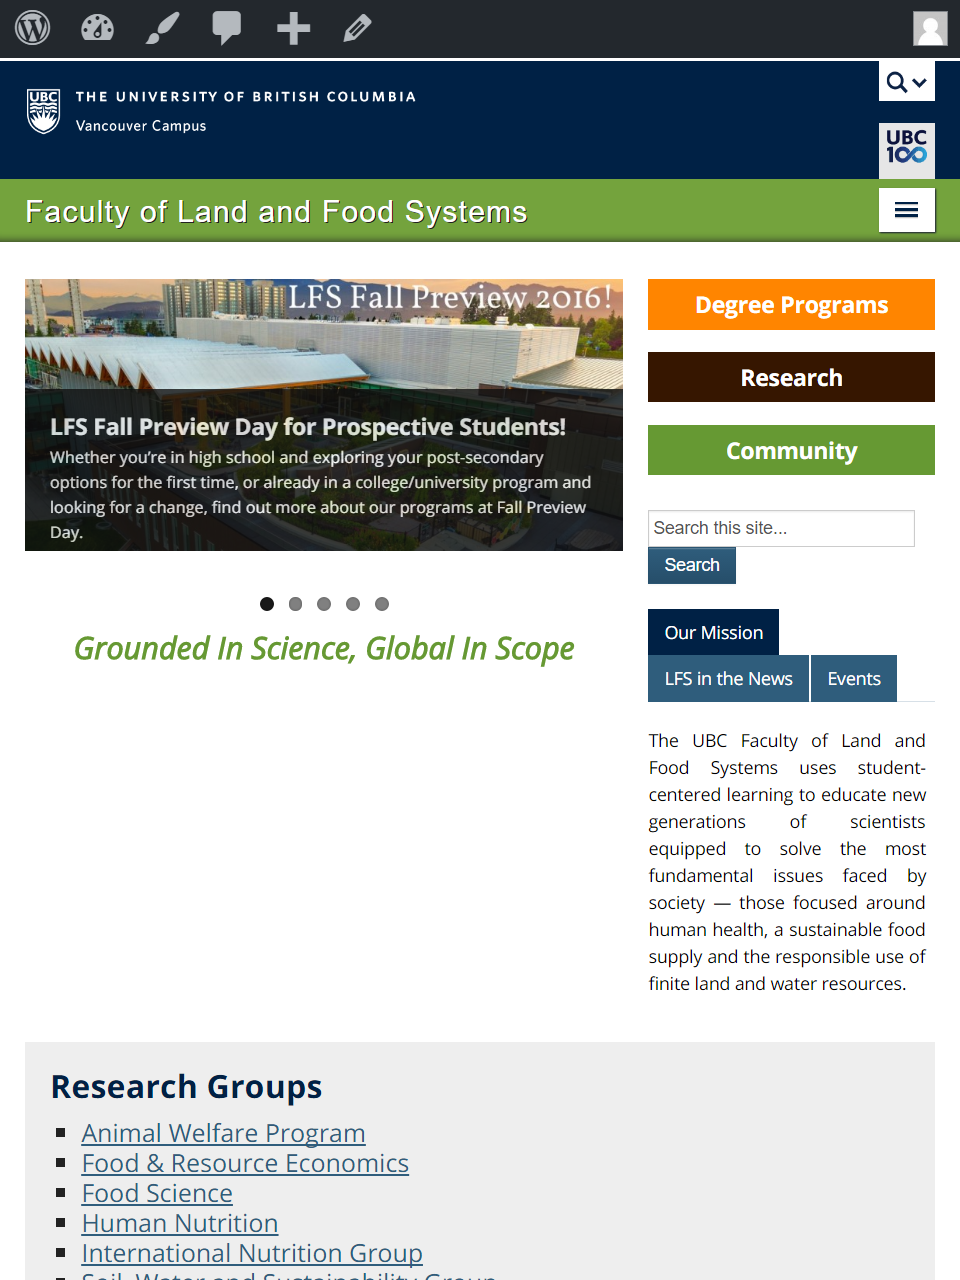 UBC
THE UNIVERSITY OF BRITISH COLUMBIA
Vancouver Campus
UBC
100
Faculty of Land and Food Systems
LFS Fall Preview 2016!
LFS Fall Preview Day for Prospective Students!
Whether you're in high school and exploring your post-secondary
options for the first time, or already in a college/university program and
looking for a change, find out more about our programs at Fall Preview
Day.
Grounded In Science, Global In Scope
Degree Programs
Research
Community
Search this site...
Search
Our Mission
LFS in the News
Events
The UBC Faculty of Land and
Food Systems uses student-
centered learning to educate new
generations of scientists
equipped to solve the most
fundamental issues faced by
society — those focused around
human health, a sustainable food
supply and the responsible use of
finite land and water resources.
Research Groups
Animal Welfare Program
Food & Resource Economics
Food Science
Human Nutrition
International Nutrition Group
Soil, Water and Sustainability Group